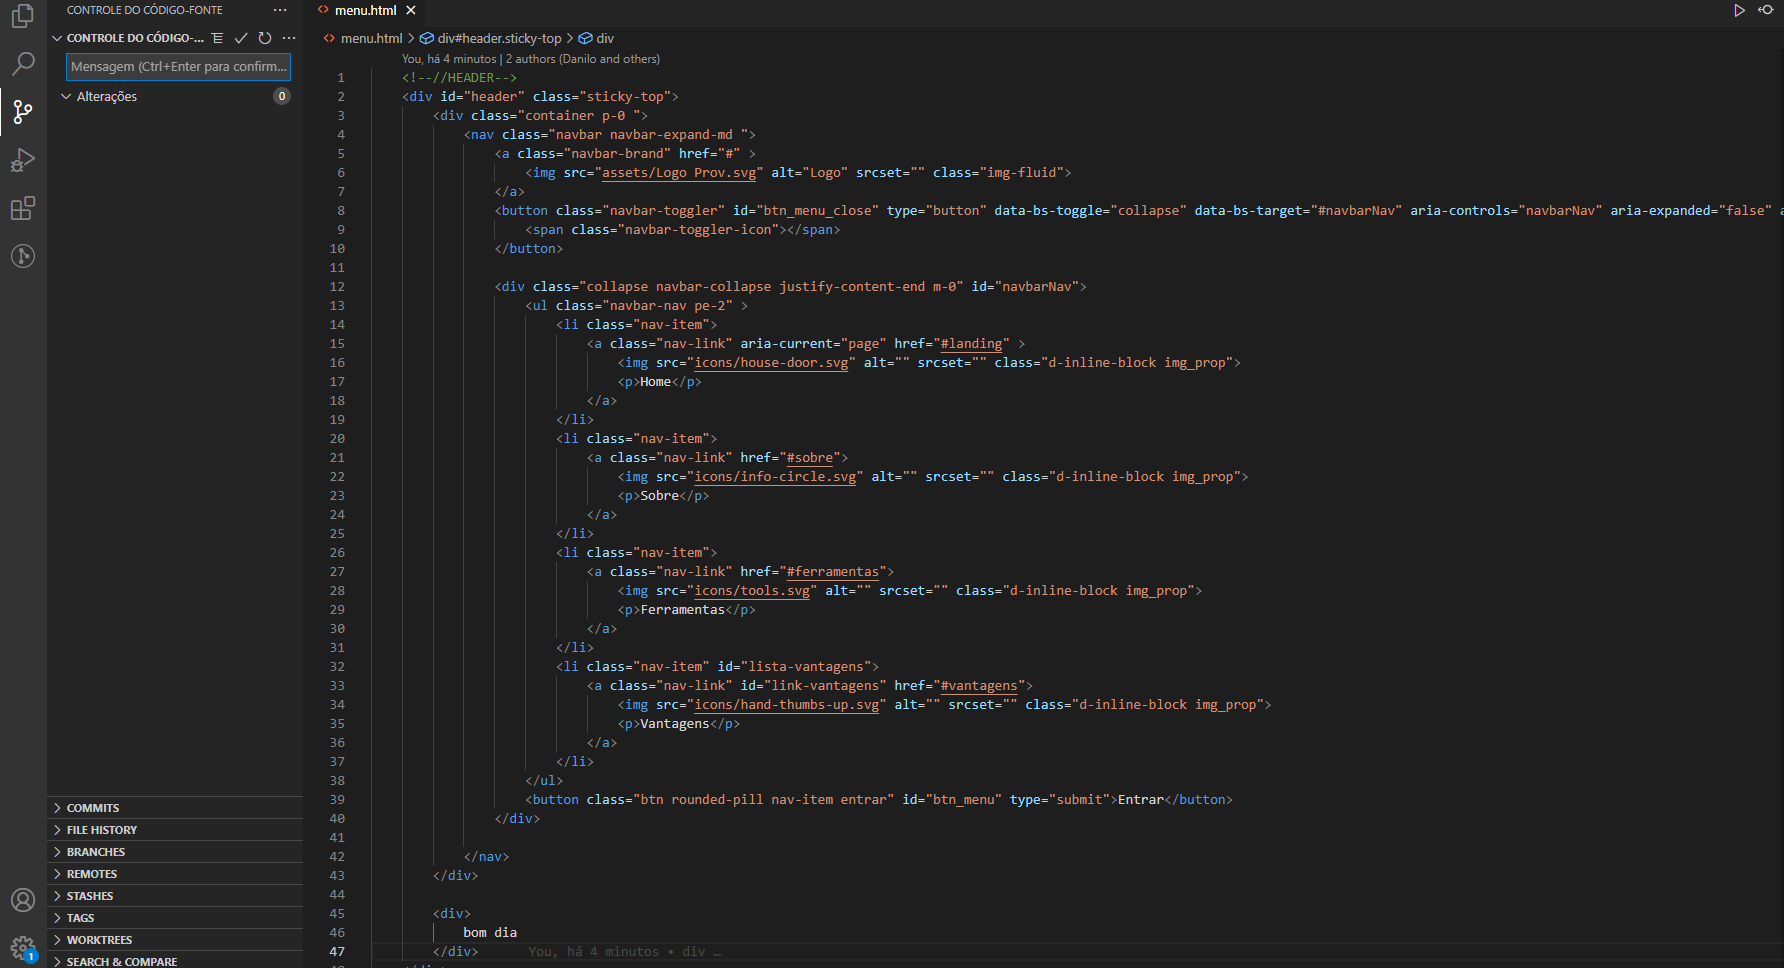 CONTROLE DO CÓDIGO-FONTE
CONTROLE DO CÓDIGO-...
Mensagem (Ctrl+Enter para confirm...
Alterações 0
COMMITS
FILE HISTORY
BRANCHES
REMOTES
STASHES
TAGS
WORKTREES
SEARCH & COMPARE
1
menu.html
menu.html > div#header.sticky-top > div
You, há 4 minutos | 2 authors (Danilo and others)
1 <!--//HEADER-->
2 <div id="header" class="sticky-top">
3 <div class="container p-0 ">
4 <nav class="navbar navbar-expand-md ">
5 <a class="navbar-brand" href="#" >
6 <img src="assets/Logo Prov.svg" alt="Logo" srcset="" class="img-fluid">
7 </a>
8 <button class="navbar-toggler" id="btn_menu_close" type="button" data-bs-toggle="collapse" data-bs-target="#navbarNav" aria-controls="navbarNav" aria-expanded="false" a
9 <span class="navbar-toggler-icon"></span>
10 </button>
11
12 <div class="collapse navbar-collapse justify-content-end m-0" id="navbarNav">
13 <ul class="navbar-nav pe-2" >
14 <li class="nav-item">
15 <a class="nav-link" aria-current="page" href="#landing" >
16 <img src="icons/house-door.svg" alt="" srcset="" class="d-inline-block img_prop">
17 <p>Home</p>
18 </a>
19 </li>
20 <li class="nav-item">
21 <a class="nav-link" href="#sobre">
22 <img src="icons/info-circle.svg" alt="" srcset="" class="d-inline-block img_prop">
23 <p>Sobre</p>
24 </a>
25 </li>
26 <li class="nav-item">
27 <a class="nav-link" href="#ferramentas">
28 <img src="icons/tools.svg" alt="" srcset="" class="d-inline-block img_prop">
29 <p>Ferramentas</p>
30 </a>
31 </li>
32 <li class="nav-item" id="lista-vantagens">
33 <a class="nav-link" id="link-vantagens" href="#vantagens">
34 <img src="icons/hand-thumbs-up.svg" alt="" srcset="" class="d-inline-block img_prop">
35 <p>Vantagens</p>
36 </a>
37 </li>
38 </ul>
39 <button class="btn rounded-pill nav-item entrar" id="btn_menu" type="submit">Entrar</button>
40 </div>
41
42 </nav>
43 </div>
44
45 <div>
46 bom dia
47 </div> You, há 4 minutos • div …